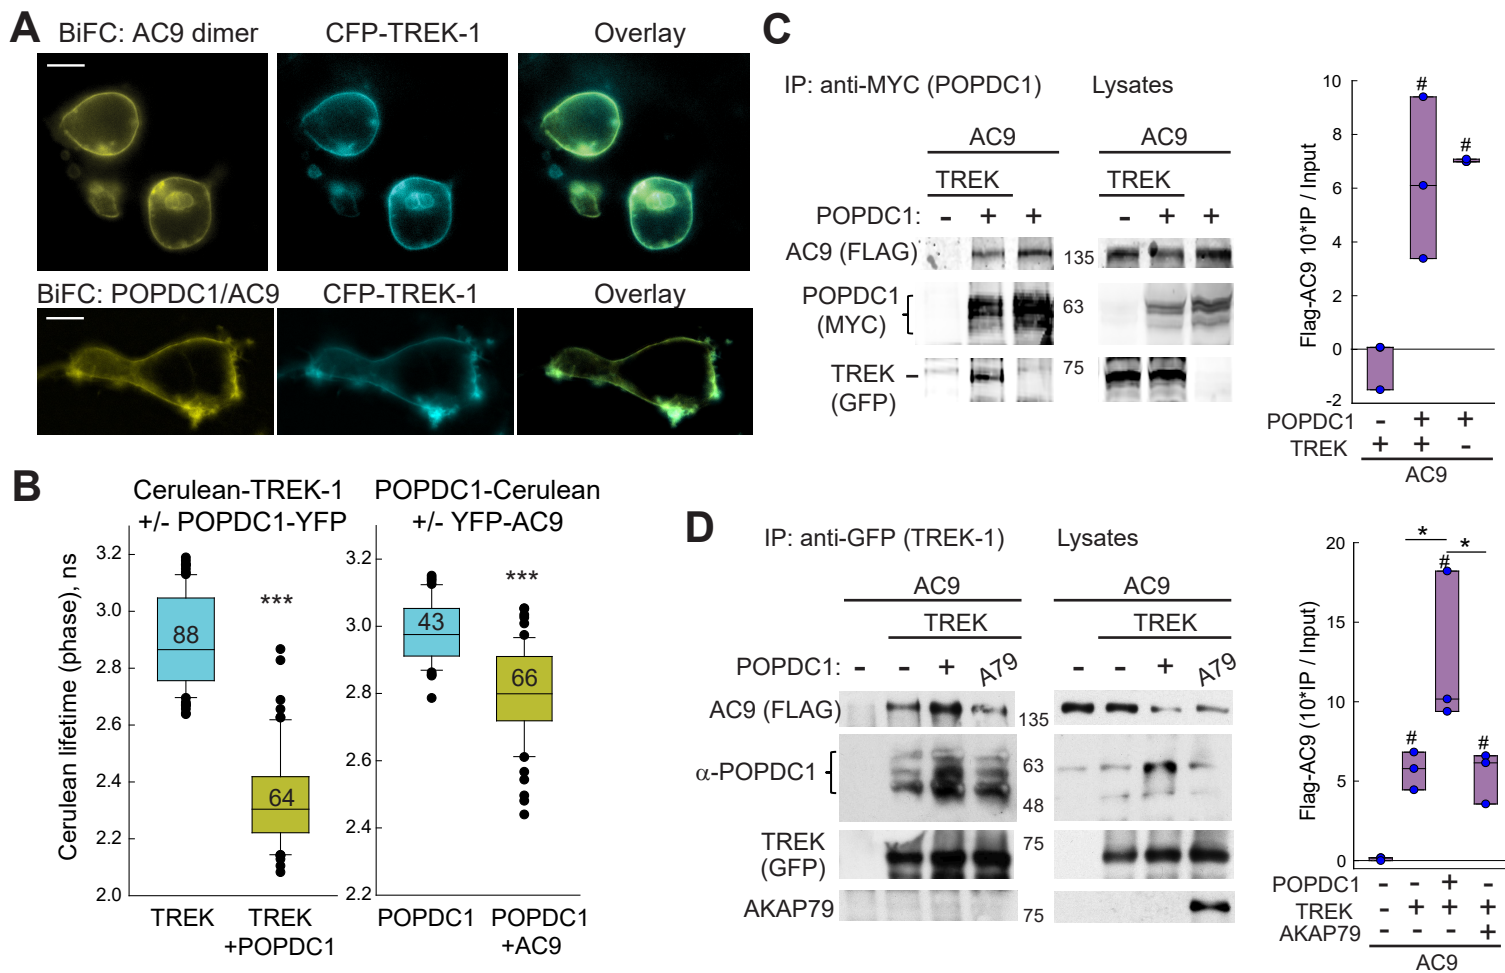 A
BiFC: AC9 dimer
CFP-TREK-1
Overlay
BiFC: POPDC1/AC9
CFP-TREK-1
Overlay
B
Cerulean-TREK-1
+/- POPDC1-YFP
POPDC1-Cerulean
+/- YFP-AC9
Cerulean lifetime (phase), ns
3.2
3.0
2.8
2.6
2.4
2.2
2.0
88
***
64
TREK
TREK
+POPDC1
3.2
3.0
2.8
2.6
2.4
2.2
43
***
66
POPDC1
POPDC1
+AC9
C
IP: anti-MYC (POPDC1)
Lysates
AC9
AC9
TREK
TREK
POPDC1: - + + - + +
AC9 (FLAG)
135
POPDC1
(MYC)
63
TREK
(GFP)
75
Flag-AC9 10*IP / Input
10
8
6
4
2
0
-2
#
#
POPDC1 - + +
TREK + + -
AC9
D
IP: anti-GFP (TREK-1)
Lysates
AC9
AC9
TREK
TREK
POPDC1: - - + A79 - - + A79
AC9 (FLAG)
135
α-POPDC1
63
48
TREK
(GFP)
75
AKAP79
75
Flag-AC9 (10*IP / Input)
20
15
10
5
0
* *
#
#
#
POPDC1 - - + -
TREK - + + +
AKAP79 - - - +
AC9